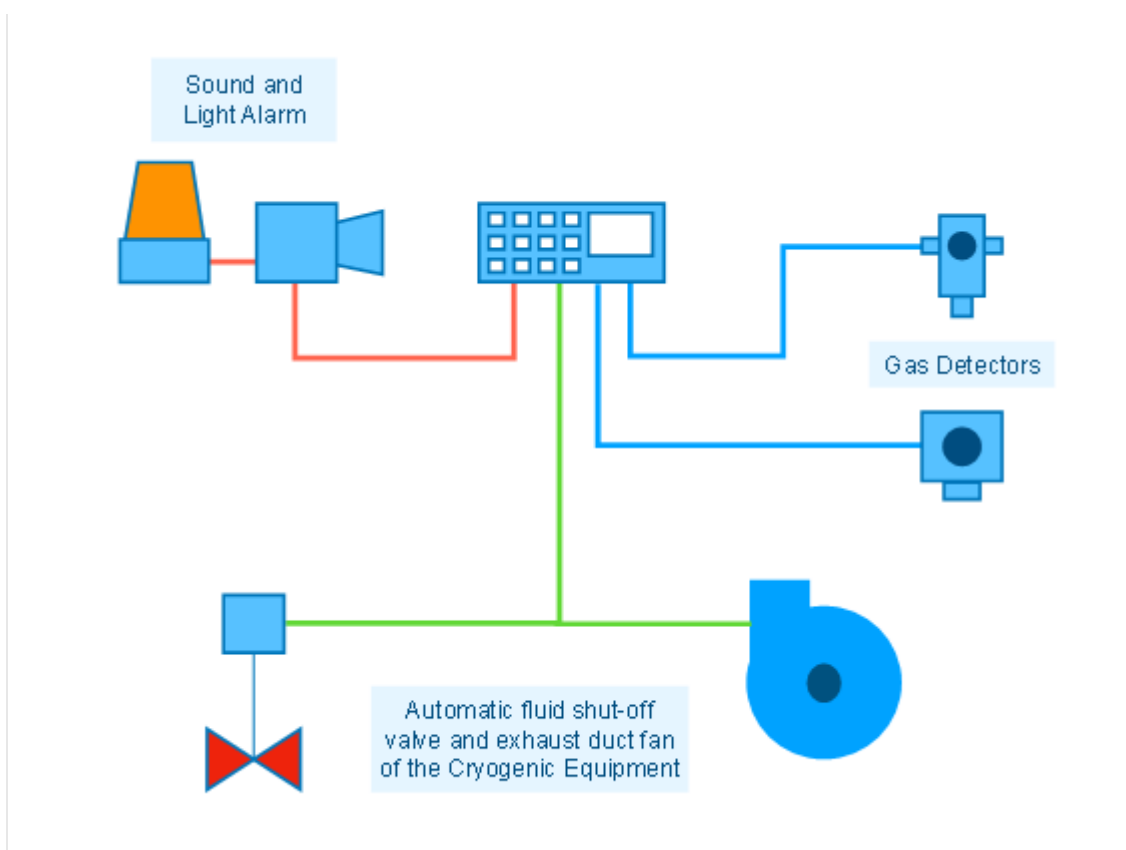 Sound and
Light Alarm
Gas Detectors
Automatic fluid shut-off
valve and exhaust duct fan
of the Cryogenic Equipment